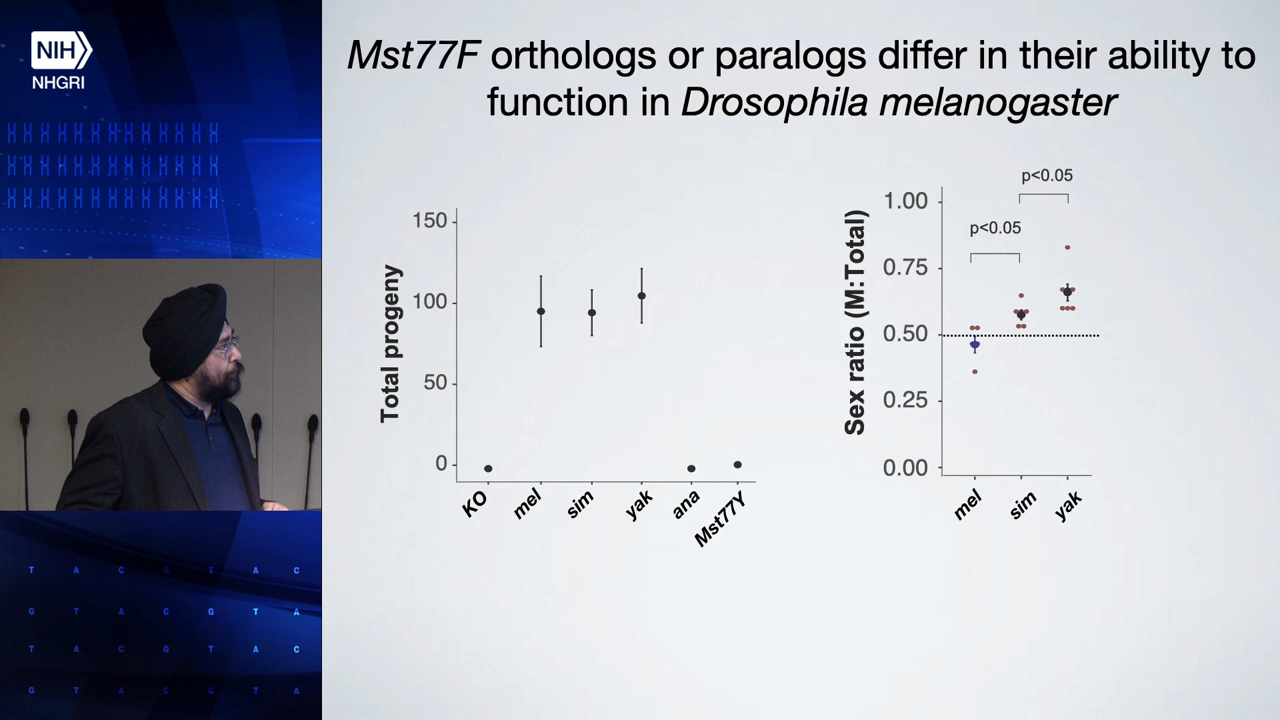 NIH
NHGRI
Mst77F orthologs or paralogs differ in their ability to
function in Drosophila melanogaster
Total progeny
150
100
50
0
KO
mel
sim
yak
ana
Mst77Y
Sex ratio (M:Total)
p<0.05
p<0.05
1.00
0.75
0.50
0.25
0.00
mel
sim
yak
T A C G T A C
G T A C G T A
T A C G T A C
G T A C G T A